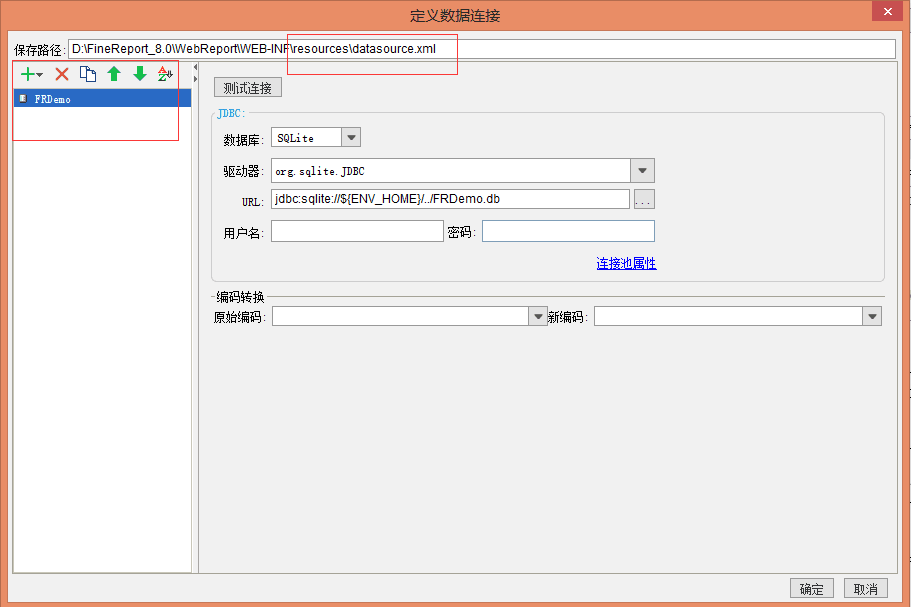 定义数据连接
保存路径: D:\FineReport_8.0\WebReport\WEB-INF\resources\datasource.xml
FRDemo
测试连接
JDBC:
数据库: SQLite
驱动器: org.sqlite.JDBC
URL: jdbc:sqlite://${ENV_HOME}/../FRDemo.db ...
用户名: 密码:
连接池属性
编码转换
原始编码: 新编码:
确定 取消